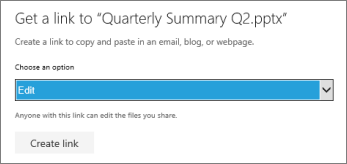 Get a link to “Quarterly Summary Q2.pptx”
Create a link to copy and paste in an email, blog, or webpage.
Choose an option
Edit
Anyone with this link can edit the files you share.
Create link